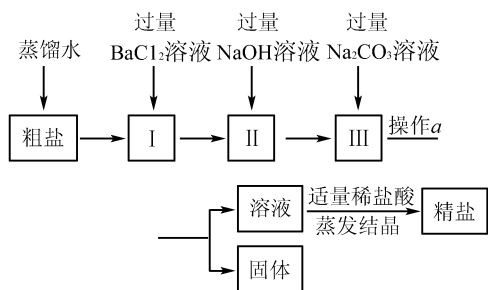 过量 过量 过量
蒸馏水 BaCl₂溶液 NaOH溶液 Na₂CO₃溶液
粗盐 I II III 操作a
溶液 适量稀盐酸 精盐
蒸发结晶
固体